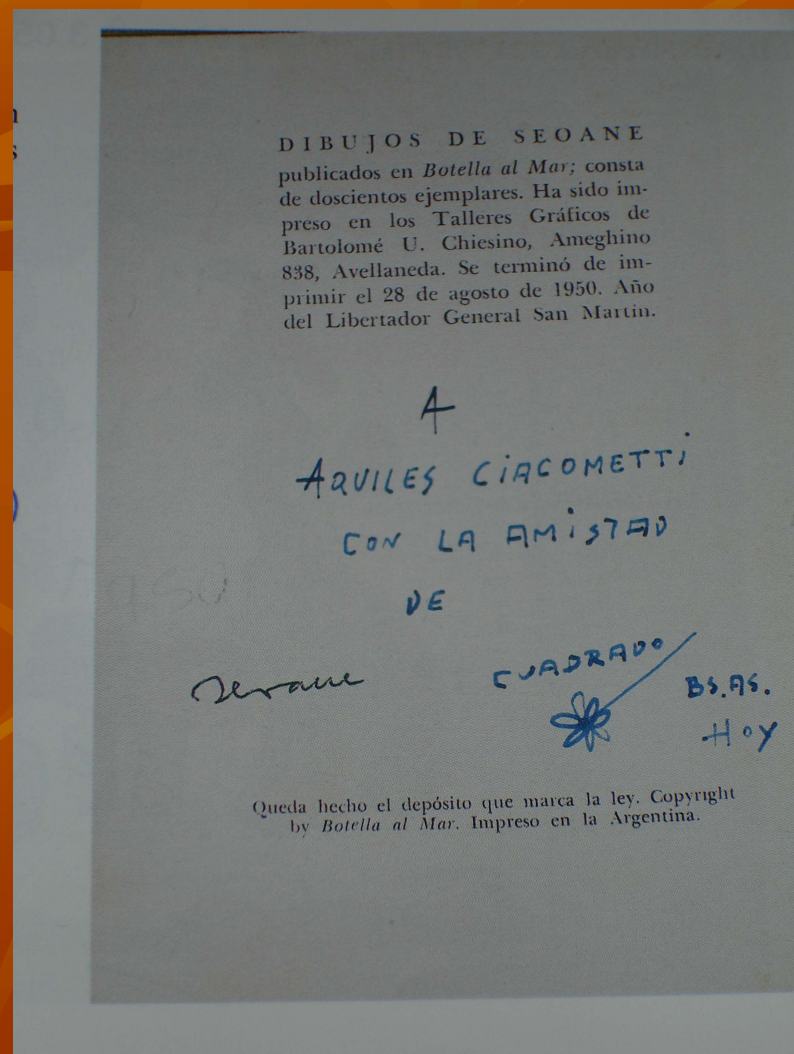 DIBUJOS DE SEOANE
publicados en Botella al Mar; consta
de doscientos ejemplares. Ha sido im-
preso en los Talleres Gráficos de
Bartolomé U. Chiesino, Ameghino
838, Avellaneda. Se terminó de im-
primir el 28 de agosto de 1950. Año
del Libertador General San Martín.
A
AQUILES GIACOMETTI
CON LA AMISTAD
DE
Seoane
CUADRADO
BS.AS.
HOY
Queda hecho el depósito que marca la ley. Copyright
by Botella al Mar. Impreso en la Argentina.